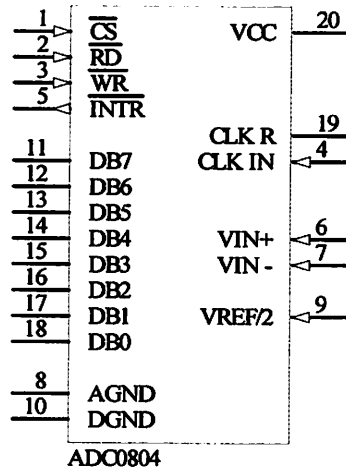 1 CS VCC 20
2 RD
3 WR
5 INTR
CLK R 19
CLK IN 4
11 DB7
12 DB6
13 DB5
14 DB4 VIN+ 6
15 DB3 VIN - 7
16 DB2
17 DB1 VREF/2 9
18 DB0
8 AGND
10 DGND
ADC0804